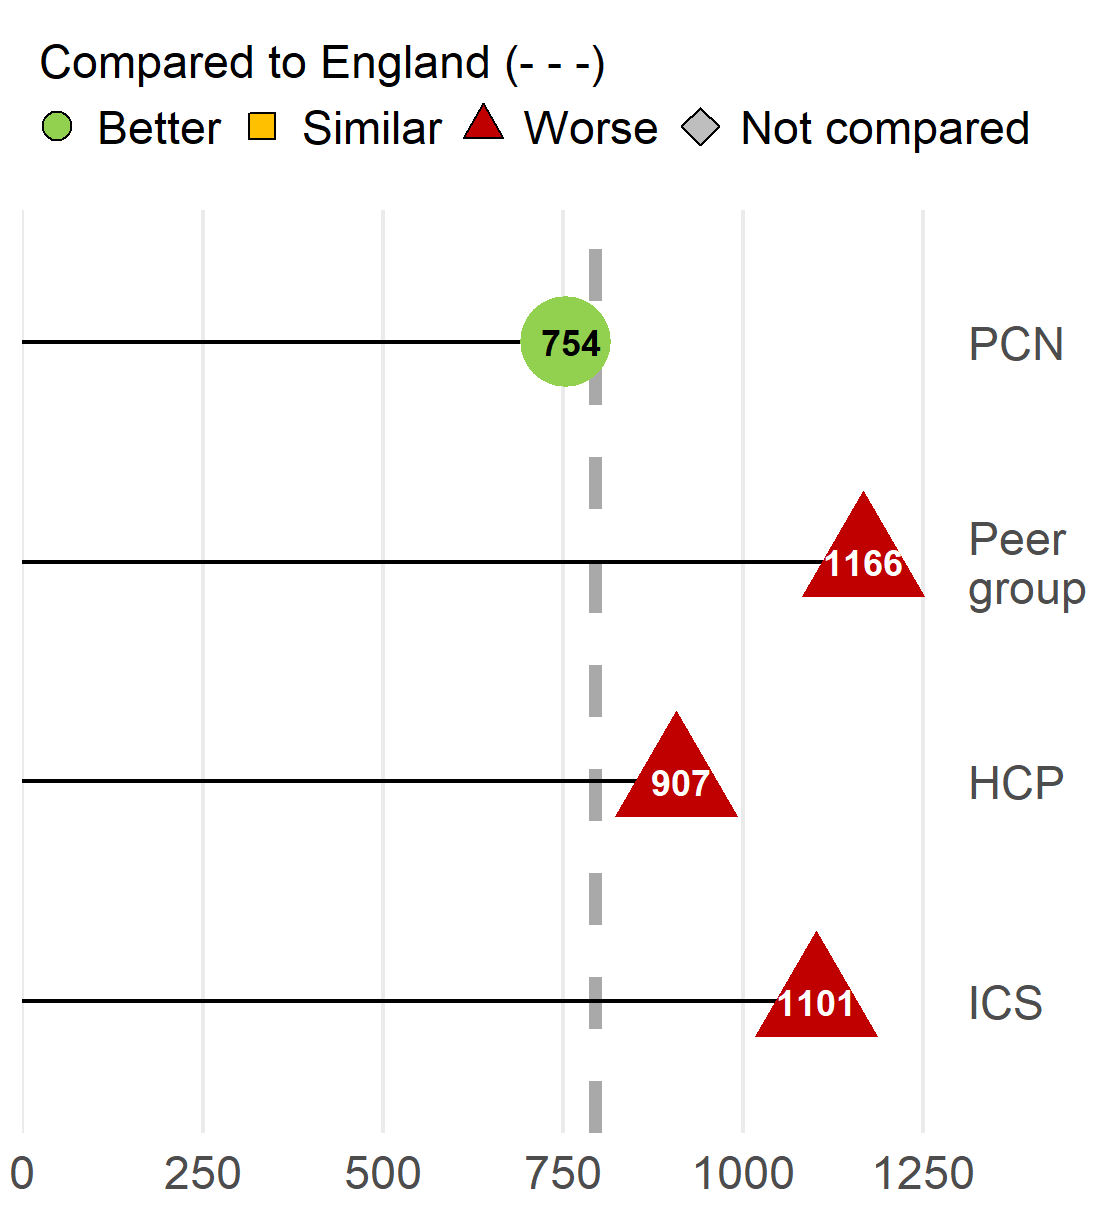 Compared to England (- - -)
Better Similar Worse Not compared
754 PCN
Peer
1166
group
907 HCP
1101 ICS
0 250 500 750 1000 1250